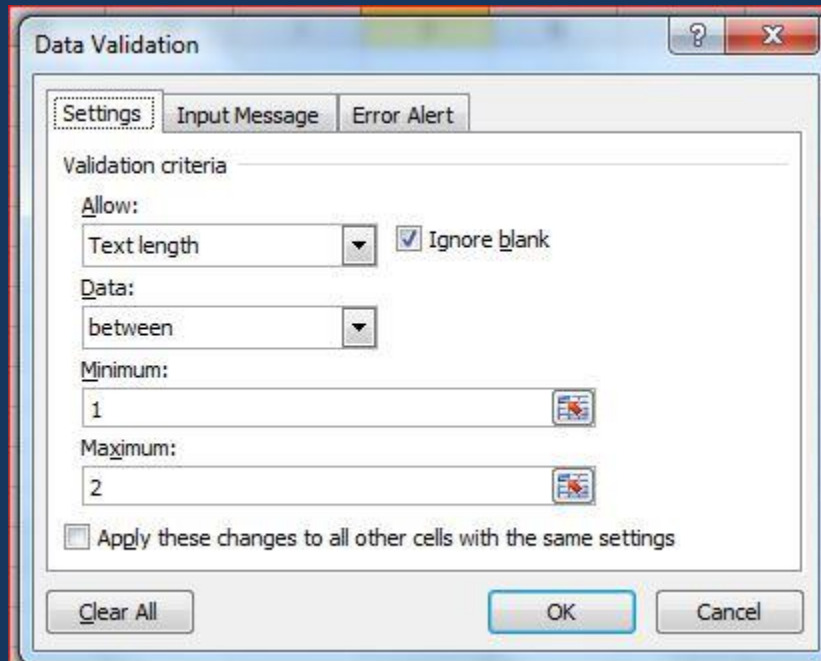 Data Validation
Settings
Input Message
Error Alert
Validation criteria
Allow:
Text length
Ignore blank
Data:
between
Minimum:
1
Maximum:
2
Apply these changes to all other cells with the same settings
Clear All
OK
Cancel